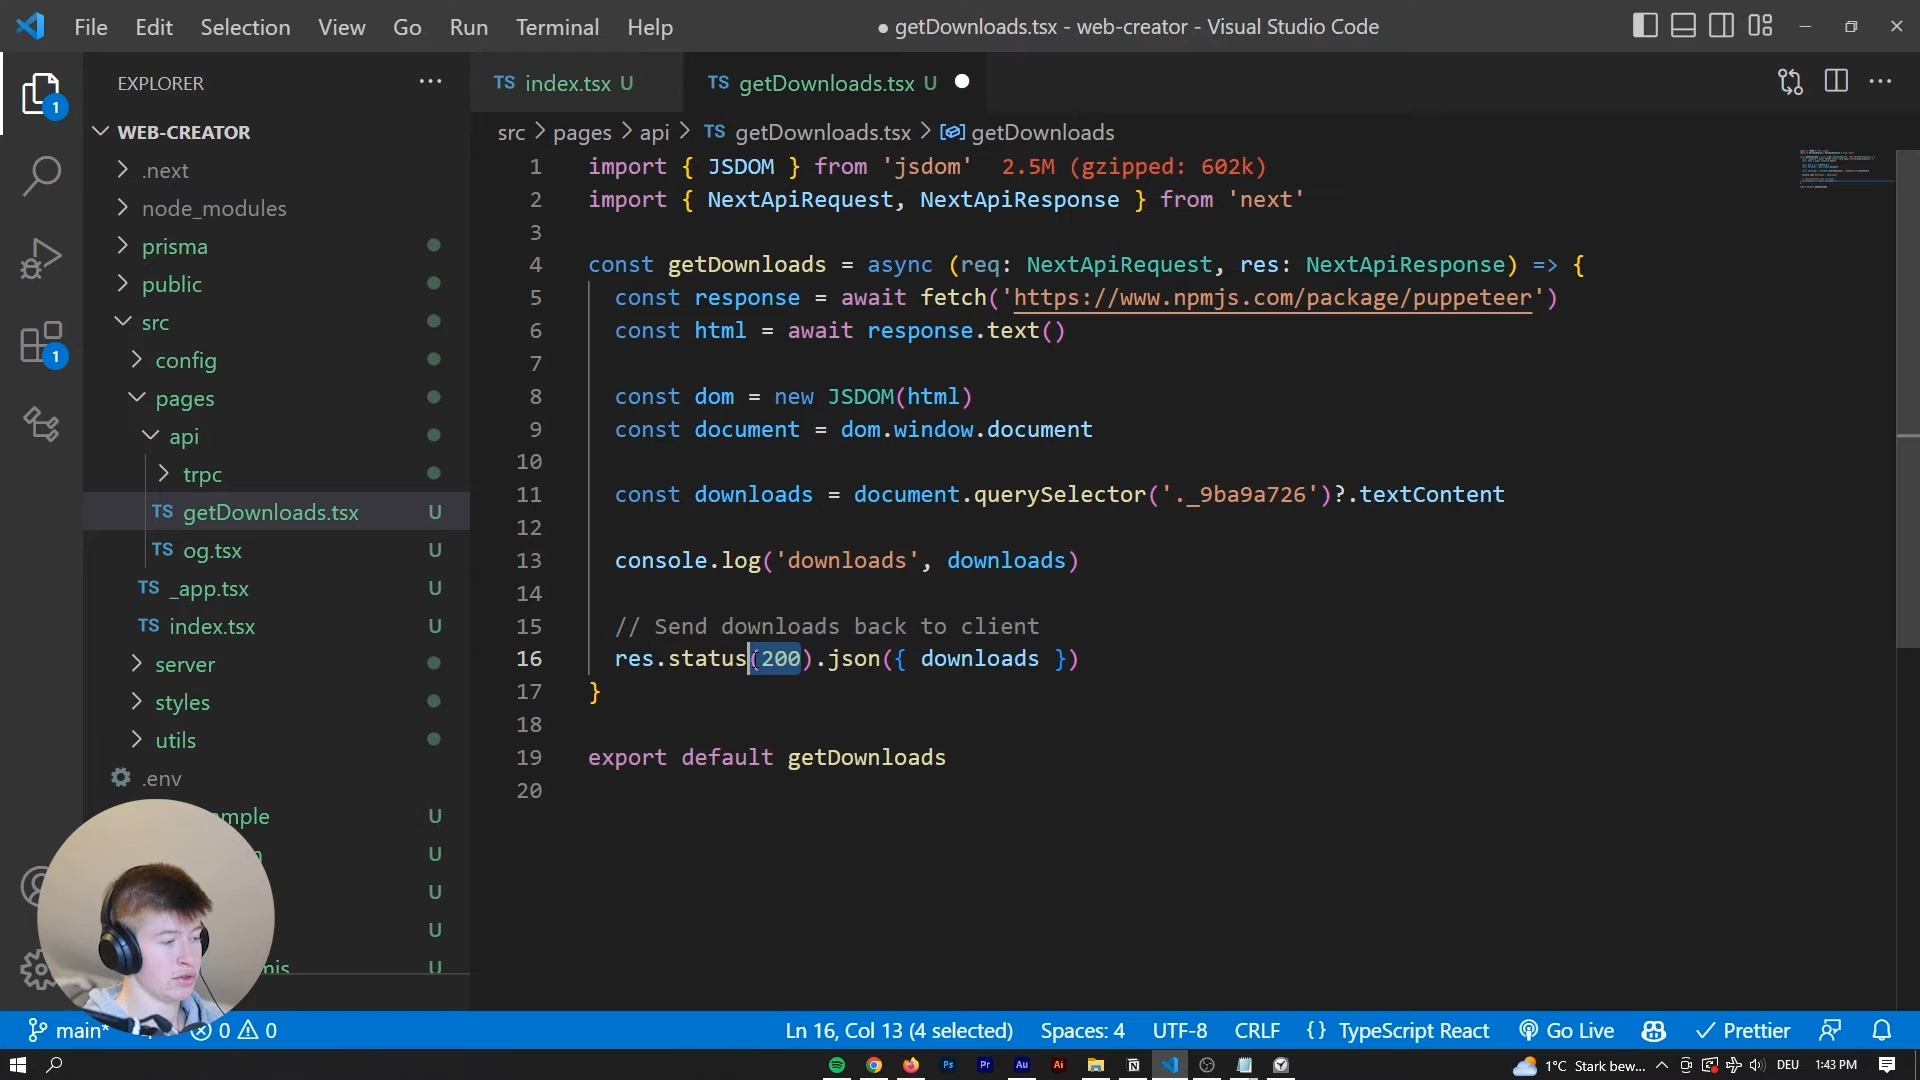 File Edit Selection View Go Run Terminal Help
● getDownloads.tsx - web-creator - Visual Studio Code
EXPLORER
TS index.tsx U
TS getDownloads.tsx U
WEB-CREATOR
src > pages > api > TS getDownloads.tsx > getDownloads
.next
node_modules
prisma
public
src
config
pages
api
trpc
TS getDownloads.tsx U
TS og.tsx U
TS _app.tsx U
TS index.tsx U
server
styles
utils
.env
mple U
U
U
U
nis U
1
1
1 import { JSDOM } from 'jsdom' 2.5M (gzipped: 602k)
2 import { NextApiRequest, NextApiResponse } from 'next'
3
4 const getDownloads = async (req: NextApiRequest, res: NextApiResponse) => {
5 const response = await fetch('https://www.npmjs.com/package/puppeteer')
6 const html = await response.text()
7
8 const dom = new JSDOM(html)
9 const document = dom.window.document
10
11 const downloads = document.querySelector('._9ba9a726')?.textContent
12
13 console.log('downloads', downloads)
14
15 // Send downloads back to client
16 res.status(200).json({ downloads })
17 }
18
19 export default getDownloads
20
main* 0 0 Ln 16, Col 13 (4 selected) Spaces: 4 UTF-8 CRLF { } TypeScript React Go Live Prettier
Ps Pr Au Ai 1°C Stark bew... DEU 1:43 PM